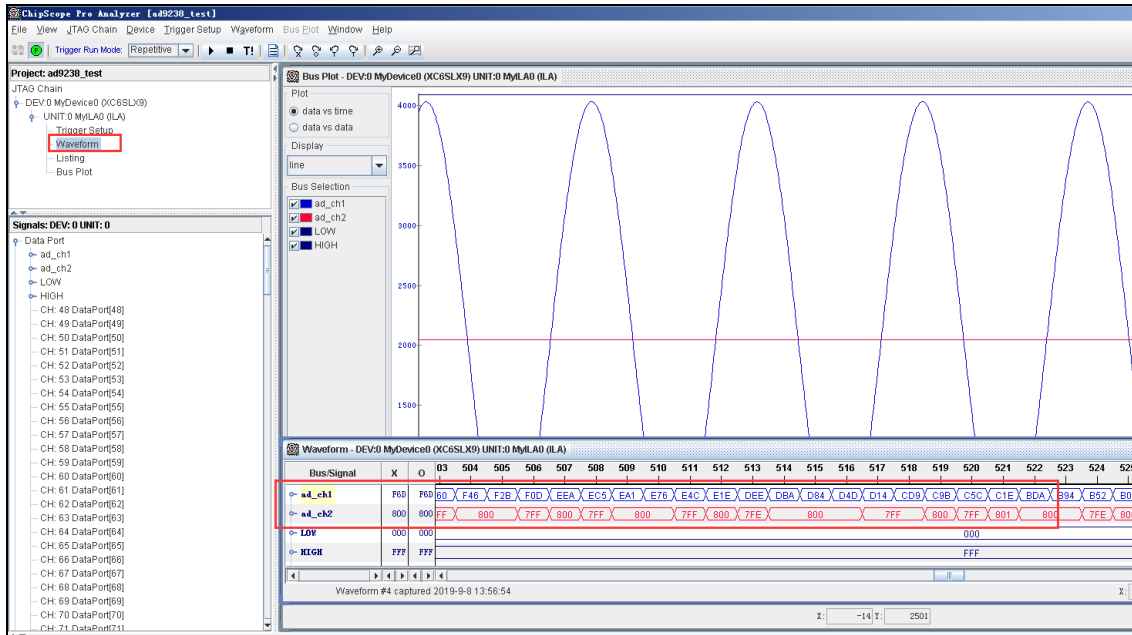 ChipScope Pro Analyzer [ad9238_test]
File View JTAG Chain Device Trigger Setup Waveform Bus Plot Window Help
Trigger Run Mode: Repetitive T!
Project: ad9238_test
JTAG Chain
DEV:0 MyDevice0 (XC6SLX9)
UNIT:0 MyILA0 (ILA)
Trigger Setup
Waveform
Listing
Bus Plot
Signals: DEV: 0 UNIT: 0
Data Port
ad_ch1
ad_ch2
LOW
HIGH
CH: 48 DataPort[48]
CH: 49 DataPort[49]
CH: 50 DataPort[50]
CH: 51 DataPort[51]
CH: 52 DataPort[52]
CH: 53 DataPort[53]
CH: 54 DataPort[54]
CH: 55 DataPort[55]
CH: 56 DataPort[56]
CH: 57 DataPort[57]
CH: 58 DataPort[58]
CH: 59 DataPort[59]
CH: 60 DataPort[60]
CH: 61 DataPort[61]
CH: 62 DataPort[62]
CH: 63 DataPort[63]
CH: 64 DataPort[64]
CH: 65 DataPort[65]
CH: 66 DataPort[66]
CH: 67 DataPort[67]
CH: 68 DataPort[68]
CH: 69 DataPort[69]
CH: 70 DataPort[70]
CH: 71 DataPort[71]
Bus Plot - DEV:0 MyDevice0 (XC6SLX9) UNIT:0 MyILA0 (ILA)
Plot
data vs time
data vs data
Display
line
Bus Selection
ad_ch1
ad_ch2
LOW
HIGH
4000
3500
3000
2500
2000
1500
Waveform - DEV:0 MyDevice0 (XC6SLX9) UNIT:0 MyILA0 (ILA)
Bus/Signal X O 03 504 505 506 507 508 509 510 511 512 513 514 515 516 517 518 519 520 521 522 523 524 525
ad_ch1 F6D F6D 60 F46 F2B F0D EEA EC5 EA1 E76 E4C E1E DEE DBA D84 D4D D14 CD9 C9B C5C C1E BDA B94 B52 B0
ad_ch2 800 800 FF 800 7FF 800 7FF 800 7FF 800 7FE 800 7FF 800 7FF 801 800 7FE 80
LOW 000 000 000
HIGH FFF FFF FFF
Waveform #4 captured 2019-9-8 13:56:54 X:
X: -14 T: 2501